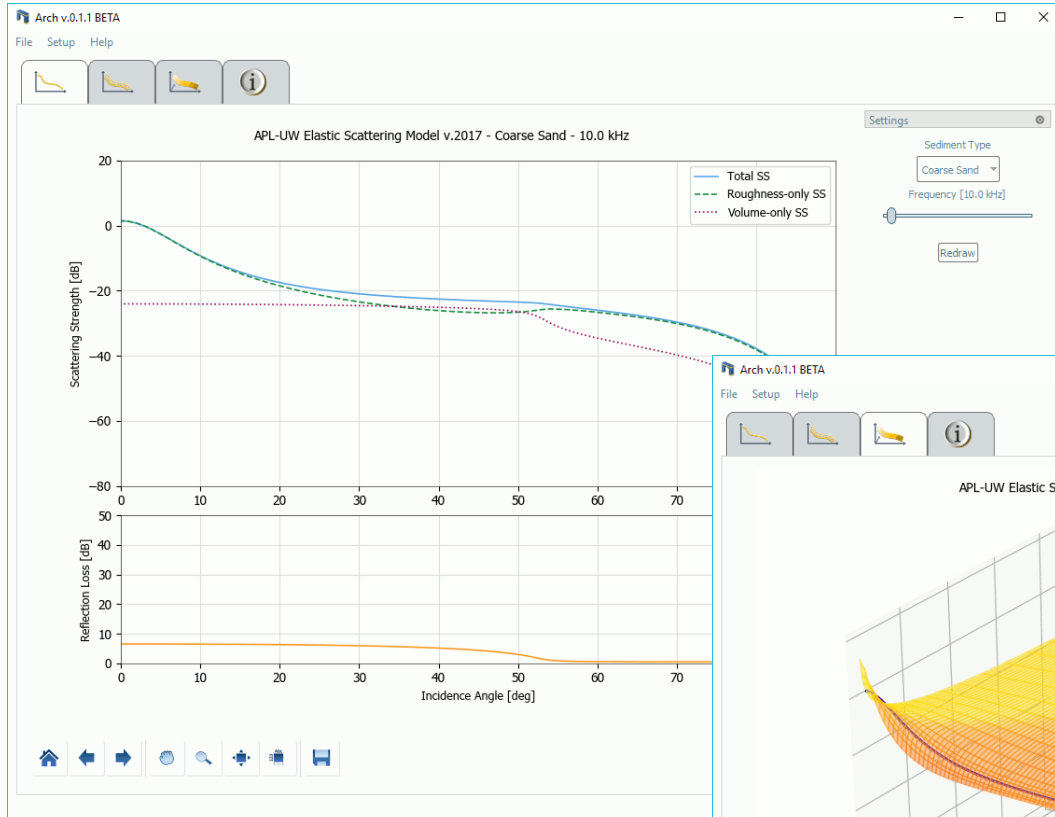 Arch v.0.1.1 BETA
File Setup Help
APL-UW Elastic Scattering Model v.2017 - Coarse Sand - 10.0 kHz
Settings
Sediment Type
Coarse Sand
Frequency [10.0 kHz]
Redraw
Total SS
Roughness-only SS
Volume-only SS
Scattering Strength [dB]
20
0
−20
−40
−60
−80
0 10 20 30 40 50 60 70
Reflection Loss [dB]
50
40
30
20
10
0
0 10 20 30 40 50 60 70
Incidence Angle [deg]
Arch v.0.1.1 BETA
File Setup Help
APL-UW Elastic S